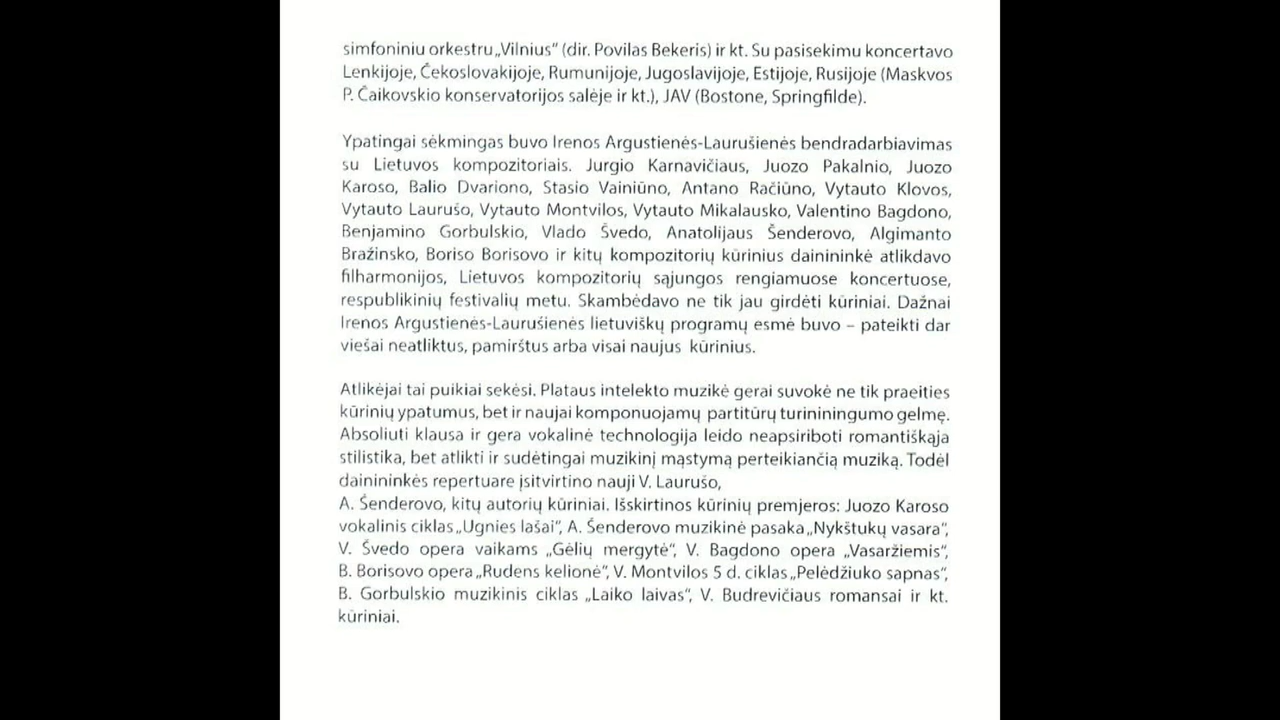 simfoniniu orkestru „Vilnius“ (dir. Povilas Bekeris) ir kt. Su pasisekimu koncertavo
Lenkijoje, Čekoslovakijoje, Rumunijoje, Jugoslavijoje, Estijoje, Rusijoje (Maskvos
P. Čaikovskio konservatorijos salėje ir kt.), JAV (Bostone, Springfilde).
Ypatingai sėkmingas buvo Irenos Argustienės-Laurušienės bendradarbiavimas
su Lietuvos kompozitoriais. Jurgio Karnavičiaus, Juozo Pakalnio, Juozo
Karoso, Balio Dvariono, Stasio Vainiūno, Antano Račiūno, Vytauto Klovos,
Vytauto Laurušo, Vytauto Montvilos, Vytauto Mikalausko, Valentino Bagdono,
Benjamino Gorbulskio, Vlado Švedo, Anatolijaus Šenderovo, Algimanto
Bražinsko, Boriso Borisovo ir kitų kompozitorių kūrinius dainininkė atlikdavo
filharmonijos, Lietuvos kompozitorių sąjungos rengiamuose koncertuose,
respublikinių festivalių metu. Skambėdavo ne tik jau girdėti kūriniai. Dažnai
Irenos Argustienės-Laurušienės lietuviškų programų esmė buvo – pateikti dar
viešai neatliktus, pamirštus arba visai naujus kūrinius.
Atlikėjai tai puikiai sekėsi. Plataus intelekto muzikė gerai suvokė ne tik praeities
kūrinių ypatumus, bet ir naujai komponuojamų partitūrų turininingumo gelmę.
Absoliuti klausa ir gera vokalinė technologija leido neapsiriboti romantiškąja
stilistika, bet atlikti ir sudėtingai muzikinį mąstymą perteikiančią muziką. Todėl
dainininkės repertuare įsitvirtino nauji V. Laurušo,
A. Šenderovo, kitų autorių kūriniai. Išskirtinos kūrinių premjeros: Juozo Karoso
vokalinis ciklas „Ugnies lašai“, A. Šenderovo muzikinė pasaka „Nykštukų vasara“,
V. Švedo opera vaikams „Gėlių mergytė“, V. Bagdono opera „Vasaržiemis“,
B. Borisovo opera „Rudens kelionė“, V. Montvilos 5 d. ciklas „Pelėdžiuko sapnas“,
B. Gorbulskio muzikinis ciklas „Laiko laivas“, V. Budrevičiaus romansai ir kt.
kūriniai.